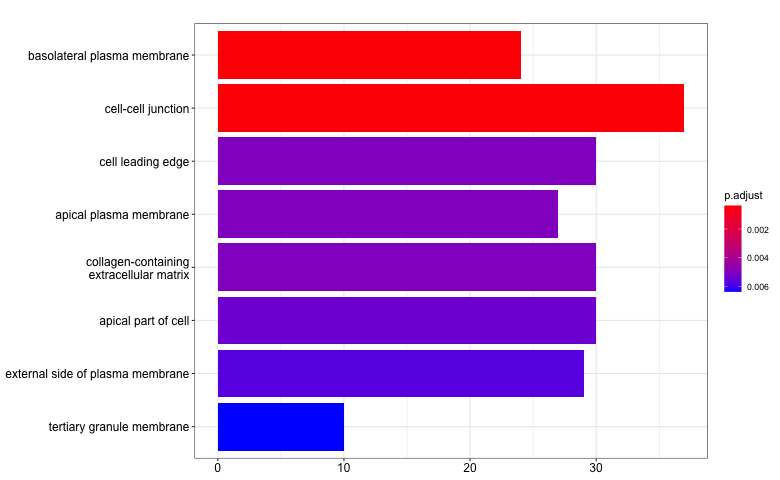 basolateral plasma membrane
cell-cell junction
cell leading edge
apical plasma membrane
collagen-containing
extracellular matrix
apical part of cell
external side of plasma membrane
tertiary granule membrane
0
10
20
30
p.adjust
0.002
0.004
0.006